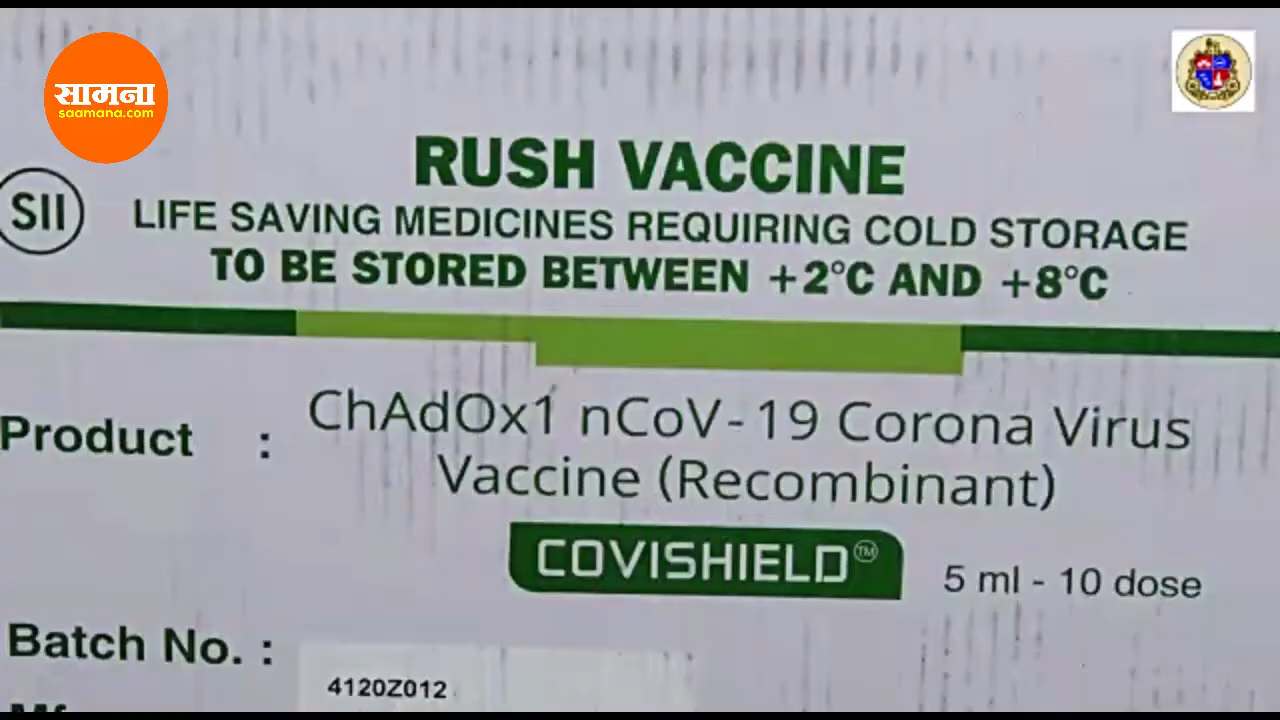 सामना
saamana.com
RUSH VACCINE
SII
LIFE SAVING MEDICINES REQUIRING COLD STORAGE
TO BE STORED BETWEEN +2°C AND +8°C
Product :
ChAdOx1 nCoV-19 Corona Virus
Vaccine (Recombinant)
COVISHIELD™
5 ml - 10 dose
Batch No. :
4120Z012